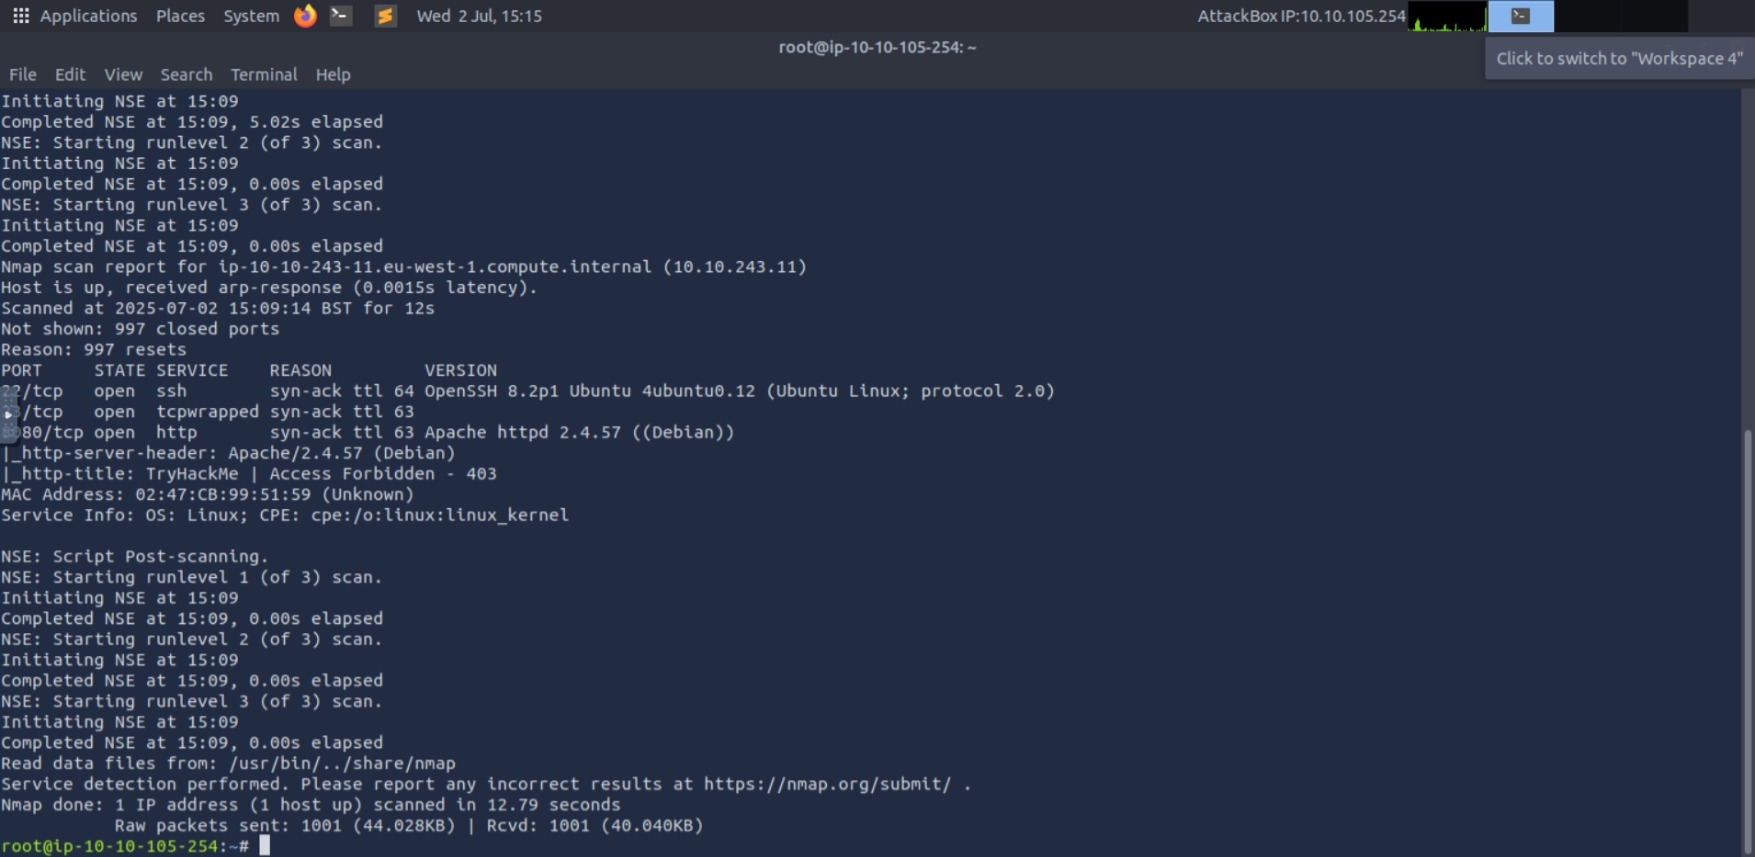 Applications Places System Wed 2 Jul, 15:15 AttackBox IP:10.10.105.254
root@ip-10-10-105-254: ~
Click to switch to "Workspace 4"
File Edit View Search Terminal Help
Initiating NSE at 15:09
Completed NSE at 15:09, 5.02s elapsed
NSE: Starting runlevel 2 (of 3) scan.
Initiating NSE at 15:09
Completed NSE at 15:09, 0.00s elapsed
NSE: Starting runlevel 3 (of 3) scan.
Initiating NSE at 15:09
Completed NSE at 15:09, 0.00s elapsed
Nmap scan report for ip-10-10-243-11.eu-west-1.compute.internal (10.10.243.11)
Host is up, received arp-response (0.0015s latency).
Scanned at 2025-07-02 15:09:14 BST for 12s
Not shown: 997 closed ports
Reason: 997 resets
PORT     STATE SERVICE    REASON         VERSION
/tcp   open  ssh        syn-ack ttl 64 OpenSSH 8.2p1 Ubuntu 4ubuntu0.12 (Ubuntu Linux; protocol 2.0)
/tcp   open  tcpwrapped syn-ack ttl 63
80/tcp open  http       syn-ack ttl 63 Apache httpd 2.4.57 ((Debian))
|_http-server-header: Apache/2.4.57 (Debian)
|_http-title: TryHackMe | Access Forbidden - 403
MAC Address: 02:47:CB:99:51:59 (Unknown)
Service Info: OS: Linux; CPE: cpe:/o:linux:linux_kernel
NSE: Script Post-scanning.
NSE: Starting runlevel 1 (of 3) scan.
Initiating NSE at 15:09
Completed NSE at 15:09, 0.00s elapsed
NSE: Starting runlevel 2 (of 3) scan.
Initiating NSE at 15:09
Completed NSE at 15:09, 0.00s elapsed
NSE: Starting runlevel 3 (of 3) scan.
Initiating NSE at 15:09
Completed NSE at 15:09, 0.00s elapsed
Read data files from: /usr/bin/../share/nmap
Service detection performed. Please report any incorrect results at https://nmap.org/submit/ .
Nmap done: 1 IP address (1 host up) scanned in 12.79 seconds
Raw packets sent: 1001 (44.028KB) | Rcvd: 1001 (40.040KB)
root@ip-10-10-105-254:~#